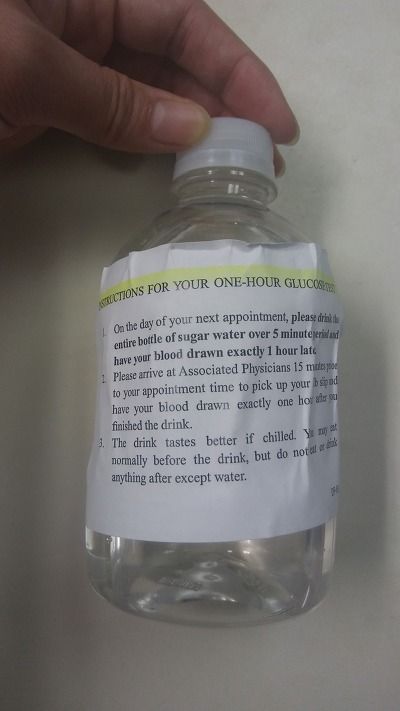 INSTRUCTIONS FOR YOUR ONE-HOUR GLUCOSE TEST
1. On the day of your next appointment, please drink the
entire bottle of sugar water over 5 minute period and
have your blood drawn exactly 1 hour late
2. Please arrive at Associated Physicians 15 minutes prior
to your appointment time to pick up your slip and
have your blood drawn exactly one hour after you
finished the drink.
3. The drink tastes better if chilled. You may eat
normally before the drink, but do not eat or drink
anything after except water.